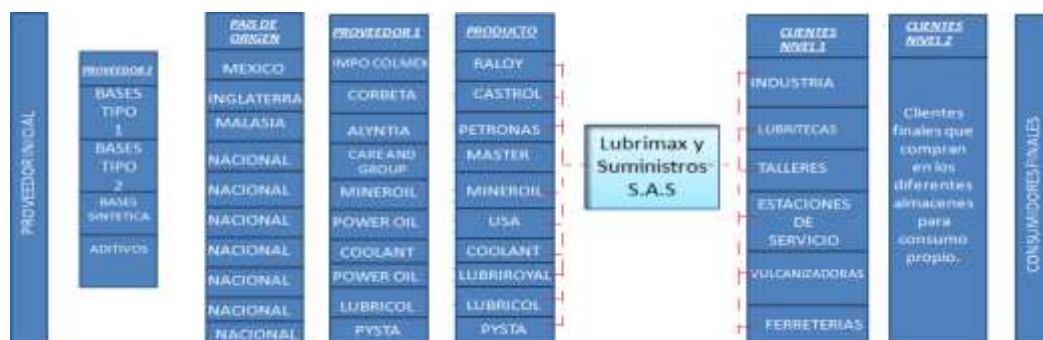 PROVEEDOR INICIAL
PROVEEDOR 2
BASES
TIPO
1
BASES
TIPO
2
BASES
SINTETICA
ADITIVOS
PAIS DE
ORIGEN
MEXICO
INGLATERRA
MALASIA
NACIONAL
NACIONAL
NACIONAL
NACIONAL
NACIONAL
NACIONAL
NACIONAL
PROVEEDOR 1
IMPO COLMEX
CORBETA
ALYNTIA
CARE AND
GROUP
MINEROIL
POWER OIL
COOLANT
POWER OIL
LUBRICOL
PYSTA
PRODUCTO
RALOY
CASTROL
PETRONAS
MASTER
MINEROIL
USA
COOLANT
LUBRIROYAL
LUBRICOL
PYSTA
Lubrimax y
Suministros
S.A.S
CLIENTES
NIVEL 1
INDUSTRIA
LUBRITECAS
TALLERES
ESTACIONES
DE
SERVICIO
VULCANIZADORAS
FERRETERIAS
CLIENTES
NIVEL 2
Clientes
finales que
compran
en los
diferentes
almacenes
para
consumo
propio.
CONSUMIDORES FINALES